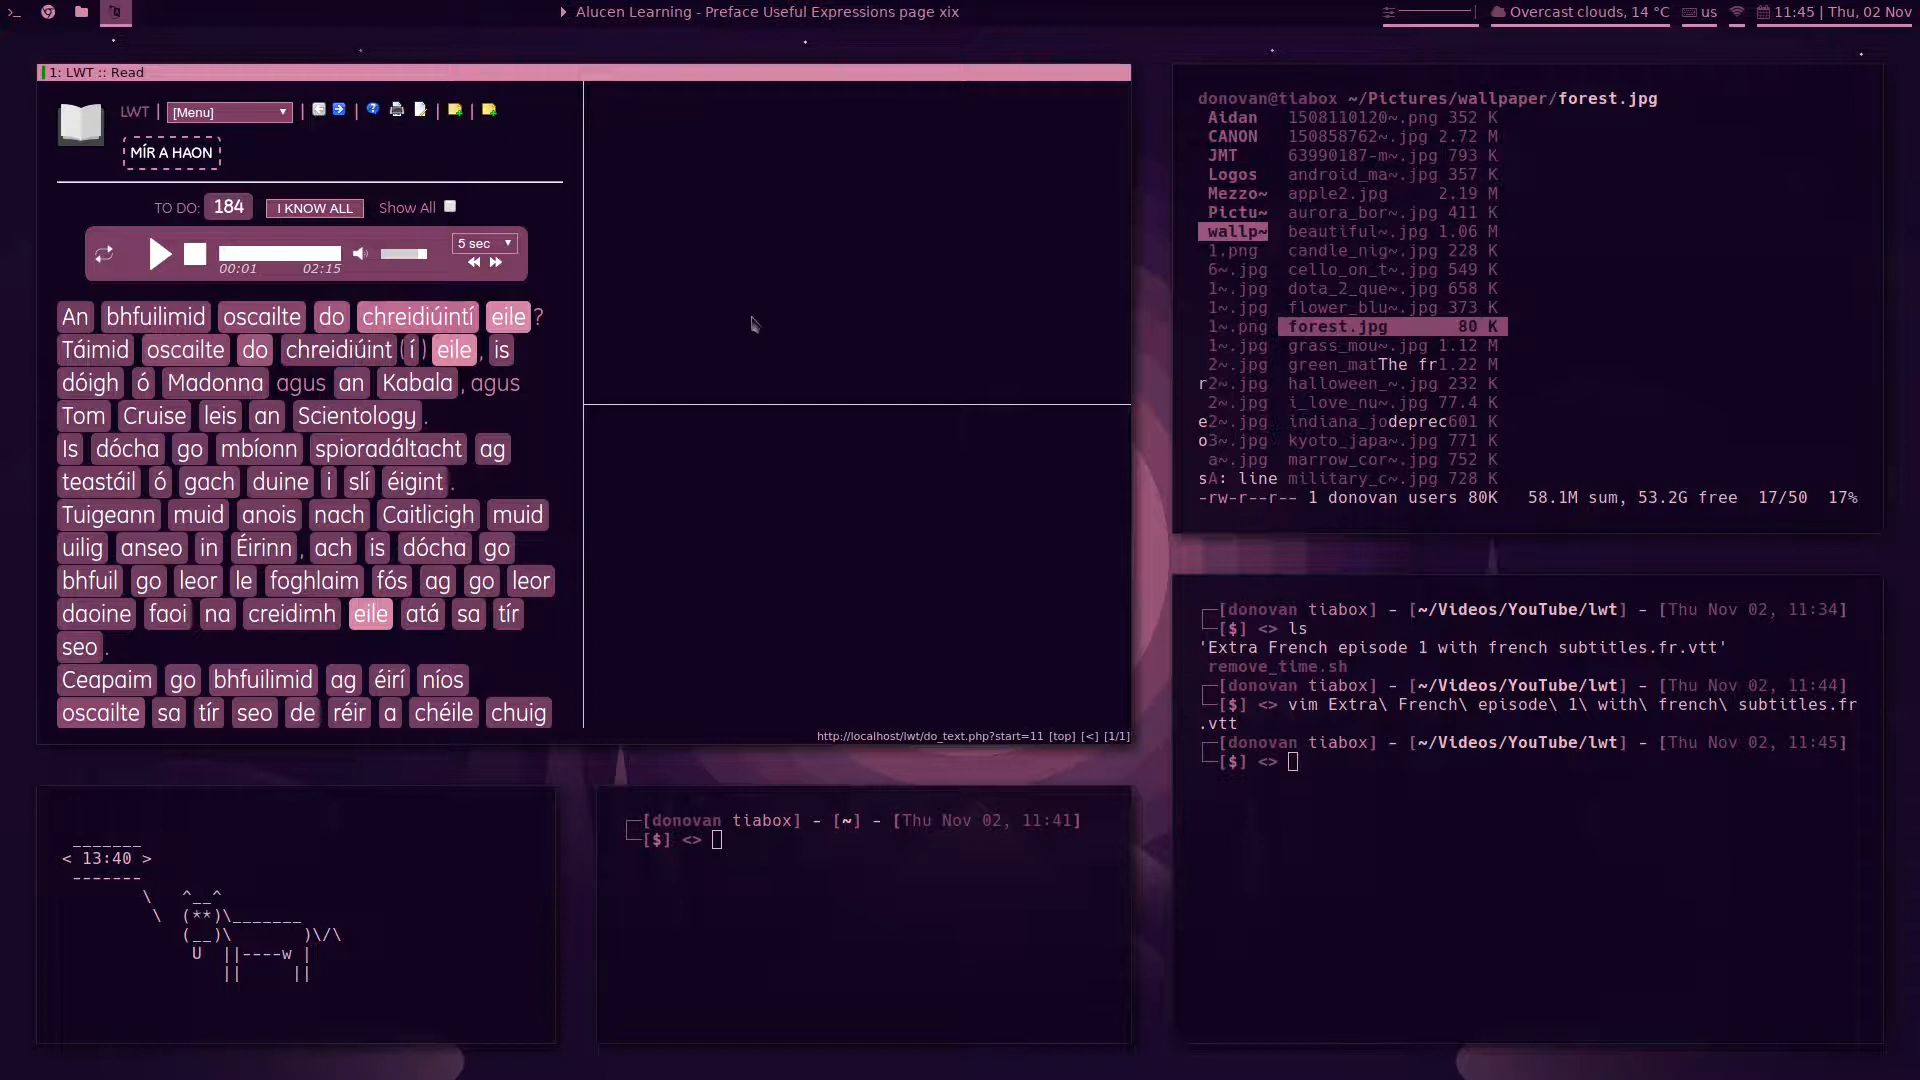 Alucen Learning - Preface Useful Expressions page xix
Overcast clouds, 14 °C
us
11:45 | Thu, 02 Nov
1: LWT :: Read
LWT | [Menu]
MÍR A HAON
TO DO: 184 I KNOW ALL Show All
5 sec
00:01 02:15
An bhfuilimid oscailte do chreidiúintí eile?
Táimid oscailte do chreidiúint(í) eile, is
dóigh ó Madonna agus an Kabala, agus
Tom Cruise leis an Scientology.
Is dócha go mbíonn spioradáltacht ag
teastáil ó gach duine i slí éigint.
Tuigeann muid anois nach Caitlicigh muid
uilig anseo in Éirinn, ach is dócha go
bhfuil go leor le foghlaim fós ag go leor
daoine faoi na creidimh eile atá sa tír
seo.
Ceapaim go bhfuilimid ag éirí níos
oscailte sa tír seo de réir a chéile chuig
http://localhost/lwt/do_text.php?start=11 [top] [<] [1/1]
donovan@tiabox ~/Pictures/wallpaper/forest.jpg
Aidan 1508110120~.png 352 K
CANON 150858762~.jpg 2.72 M
JMT 63990187-m~.jpg 793 K
Logos android_ma~.jpg 357 K
Mezzo~ apple2.jpg 2.19 M
Pictu~ aurora_bor~.jpg 411 K
wallp~ beautiful~.jpg 1.06 M
1.png candle_nig~.jpg 228 K
6~.jpg cello_on_t~.jpg 549 K
1~.jpg dota_2_que~.jpg 658 K
1~.jpg flower_blu~.jpg 373 K
1~.png forest.jpg 80 K
1~.jpg grass_mou~.jpg 1.12 M
2~.jpg green_matThe fr1.22 M
r2~.jpg halloween_~.jpg 232 K
2~.jpg i_love_nu~.jpg 77.4 K
e2~.jpg indiana_jodeprec601 K
o3~.jpg kyoto_japa~.jpg 771 K
a~.jpg marrow_cor~.jpg 752 K
sA: line military_c~.jpg 728 K
-rw-r--r-- 1 donovan users 80K 58.1M sum, 53.2G free 17/50 17%
[donovan tiabox] - [~/Videos/YouTube/lwt] - [Thu Nov 02, 11:34]
[$] <> ls
'Extra French episode 1 with french subtitles.fr.vtt'
remove_time.sh
[donovan tiabox] - [~/Videos/YouTube/lwt] - [Thu Nov 02, 11:44]
[$] <> vim Extra\ French\ episode\ 1\ with\ french\ subtitles.fr
.vtt
[donovan tiabox] - [~/Videos/YouTube/lwt] - [Thu Nov 02, 11:45]
[$] <>
< 13:40 >
\ ^__^
\ (**)\_______
(__)\ )\/\
U ||----w |
|| ||
[donovan tiabox] - [~] - [Thu Nov 02, 11:41]
[$] <>